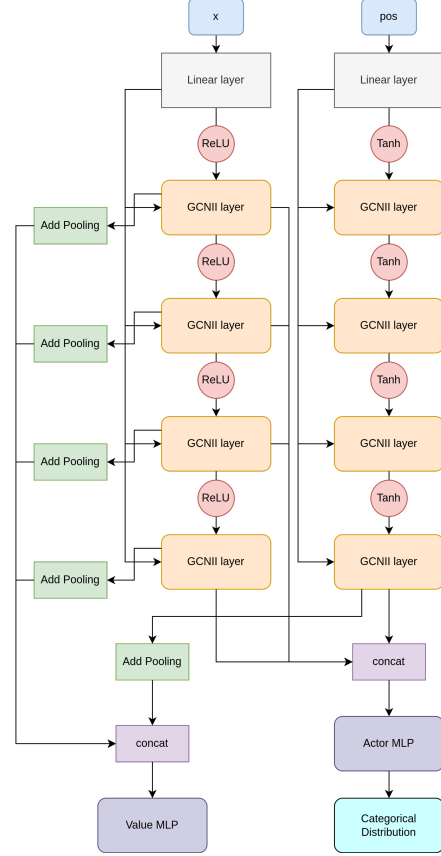 x
pos
Linear layer
Linear layer
ReLU
Tanh
GCNII layer
GCNII layer
Add Pooling
ReLU
Tanh
GCNII layer
GCNII layer
Add Pooling
ReLU
Tanh
GCNII layer
GCNII layer
Add Pooling
ReLU
Tanh
GCNII layer
GCNII layer
Add Pooling
Add Pooling
concat
concat
Actor MLP
Value MLP
Categorical
Distribution